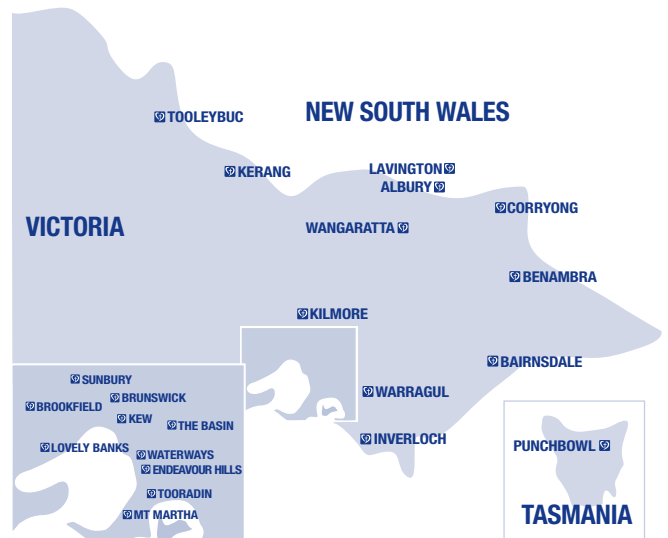 NEW SOUTH WALES
TOOLEYBUC
KERANG
LAVINGTON
ALBURY
CORRYONG
VICTORIA
WANGARATTA
BENAMBRA
KILMORE
BAIRNSDALE
SUNBURY
BRUNSWICK
BROOKFIELD
KEW
THE BASIN
WARRAGUL
LOVELY BANKS
WATERWAYS
ENDEAVOUR HILLS
INVERLOCH
PUNCHBOWL
TOORADIN
MT MARTHA
TASMANIA